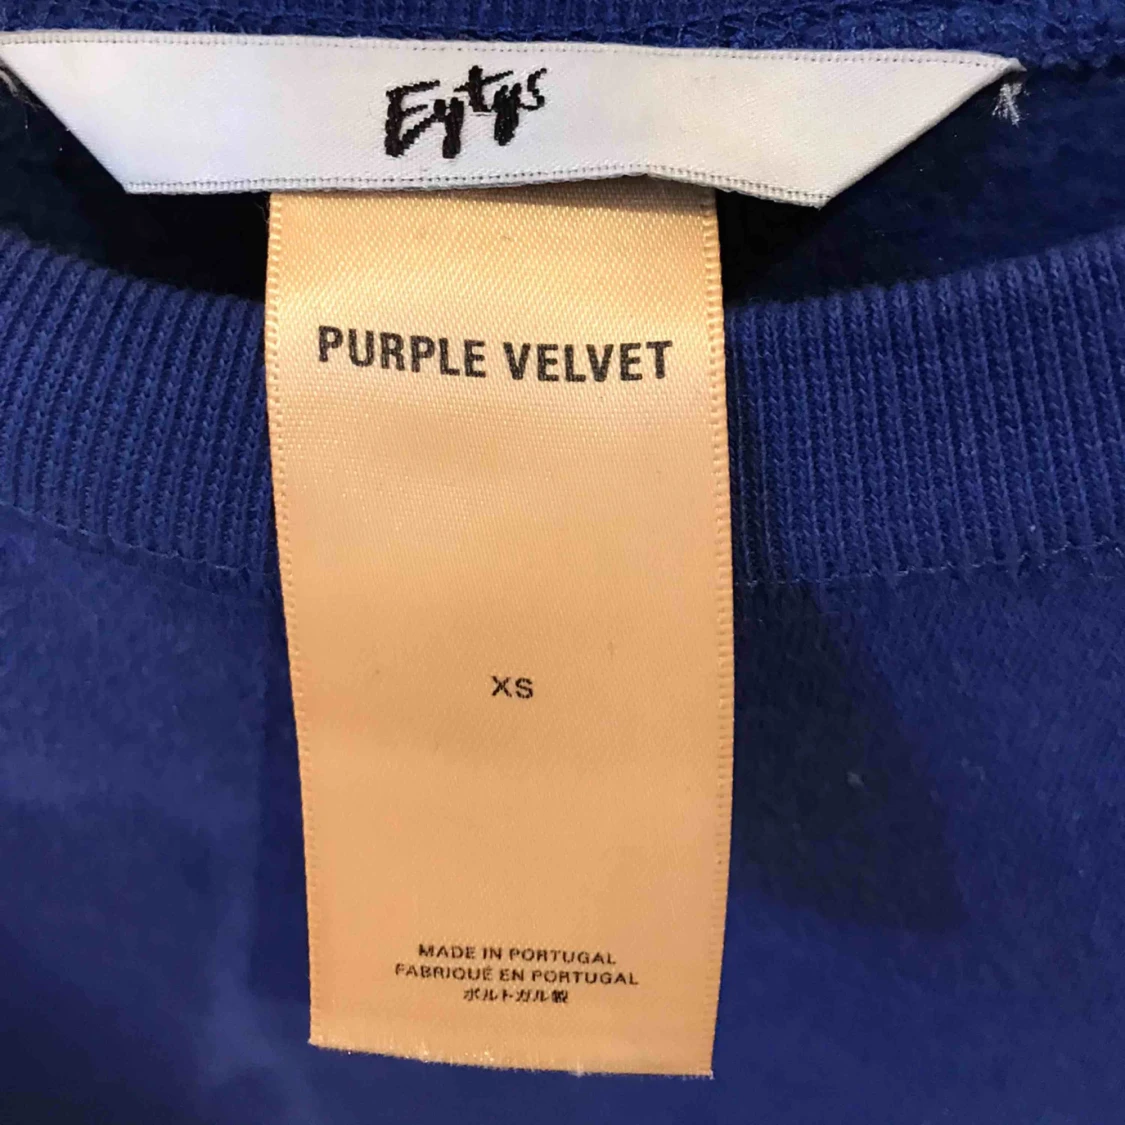 Eytys
PURPLE VELVET
XS
MADE IN PORTUGAL
FABRIQUÉ EN PORTUGAL
ポルトガル製